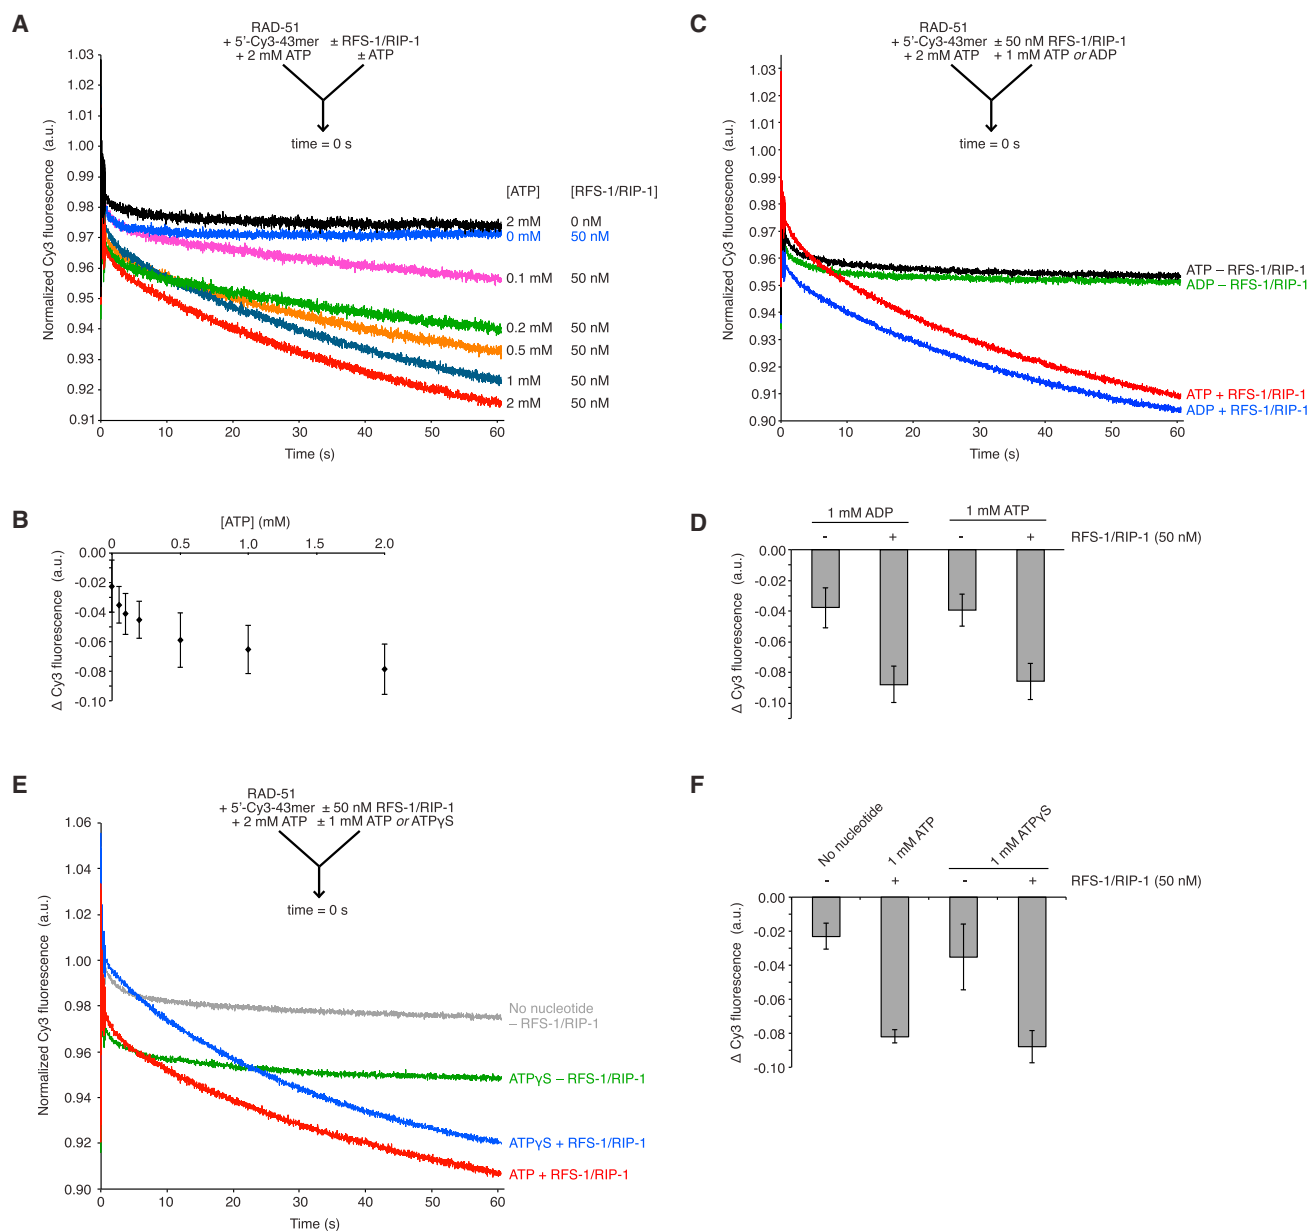 A
RAD-51
+ 5'-Cy3-43mer ± RFS-1/RIP-1
+ 2 mM ATP ± ATP
time = 0 s
Normalized Cy3 fluorescence (a.u.)
1.03
1.02
1.01
1.00
0.99
0.98
0.97
0.96
0.95
0.94
0.93
0.92
0.91
[ATP] [RFS-1/RIP-1]
2 mM 0 nM
0 mM 50 nM
0.1 mM 50 nM
0.2 mM 50 nM
0.5 mM 50 nM
1 mM 50 nM
2 mM 50 nM
0 10 20 30 40 50 60
Time (s)
C
RAD-51
+ 5'-Cy3-43mer ± 50 nM RFS-1/RIP-1
+ 2 mM ATP + 1 mM ATP or ADP
time = 0 s
Normalized Cy3 fluorescence (a.u.)
1.03
1.02
1.01
1.00
0.99
0.98
0.97
0.96
0.95
0.94
0.93
0.92
0.91
0.90
ATP – RFS-1/RIP-1
ADP – RFS-1/RIP-1
ATP + RFS-1/RIP-1
ADP + RFS-1/RIP-1
0 10 20 30 40 50 60
Time (s)
B
[ATP] (mM)
0 0.5 1.0 1.5 2.0
Δ Cy3 fluorescence (a.u.)
0.00
-0.02
-0.04
-0.06
-0.08
-0.10
D
1 mM ADP 1 mM ATP
- + - + RFS-1/RIP-1 (50 nM)
Δ Cy3 fluorescence (a.u.)
0.00
-0.02
-0.04
-0.06
-0.08
-0.10
E
RAD-51
+ 5'-Cy3-43mer ± 50 nM RFS-1/RIP-1
+ 2 mM ATP ± 1 mM ATP or ATPγS
time = 0 s
Normalized Cy3 fluorescence (a.u.)
1.06
1.04
1.02
1.00
0.98
0.96
0.94
0.92
0.90
No nucleotide
– RFS-1/RIP-1
ATPγS – RFS-1/RIP-1
ATPγS + RFS-1/RIP-1
ATP + RFS-1/RIP-1
0 10 20 30 40 50 60
Time (s)
F
No nucleotide 1 mM ATP 1 mM ATPγS
- + - + RFS-1/RIP-1 (50 nM)
Δ Cy3 fluorescence (a.u.)
0.00
-0.02
-0.04
-0.06
-0.08
-0.10